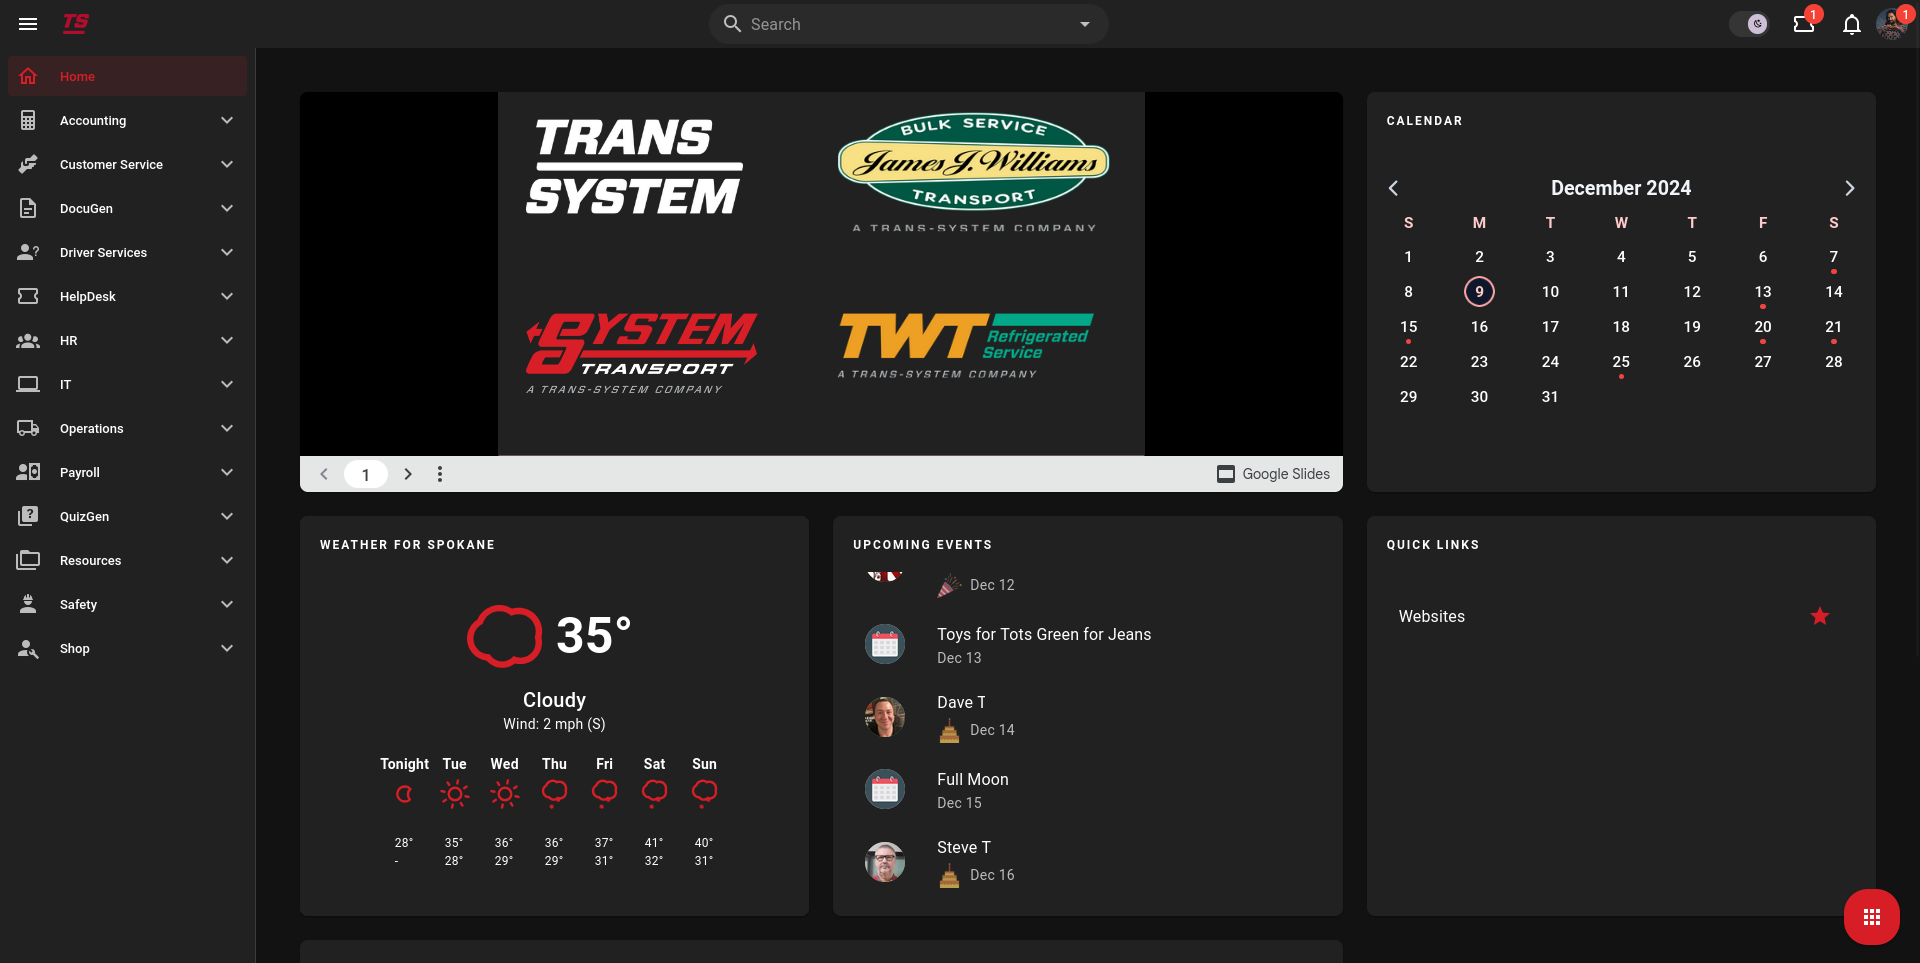 TS
Search
1
1
Home
Accounting
Customer Service
DocuGen
Driver Services
HelpDesk
HR
IT
Operations
Payroll
QuizGen
Resources
Safety
Shop
TRANS
SYSTEM
BULK SERVICE
James J. Williams
TRANSPORT
A TRANS-SYSTEM COMPANY
SYSTEM
TRANSPORT
A TRANS-SYSTEM COMPANY
TWT Refrigerated
Service
A TRANS-SYSTEM COMPANY
1
Google Slides
CALENDAR
December 2024
S M T W T F S
1 2 3 4 5 6 7
8 9 10 11 12 13 14
15 16 17 18 19 20 21
22 23 24 25 26 27 28
29 30 31
WEATHER FOR SPOKANE
35°
Cloudy
Wind: 2 mph (S)
Tonight Tue Wed Thu Fri Sat Sun
28° 35° 36° 36° 37° 41° 40°
- 28° 29° 29° 31° 32° 31°
UPCOMING EVENTS
Dec 12
Toys for Tots Green for Jeans
Dec 13
Dave T
Dec 14
Full Moon
Dec 15
Steve T
Dec 16
QUICK LINKS
Websites